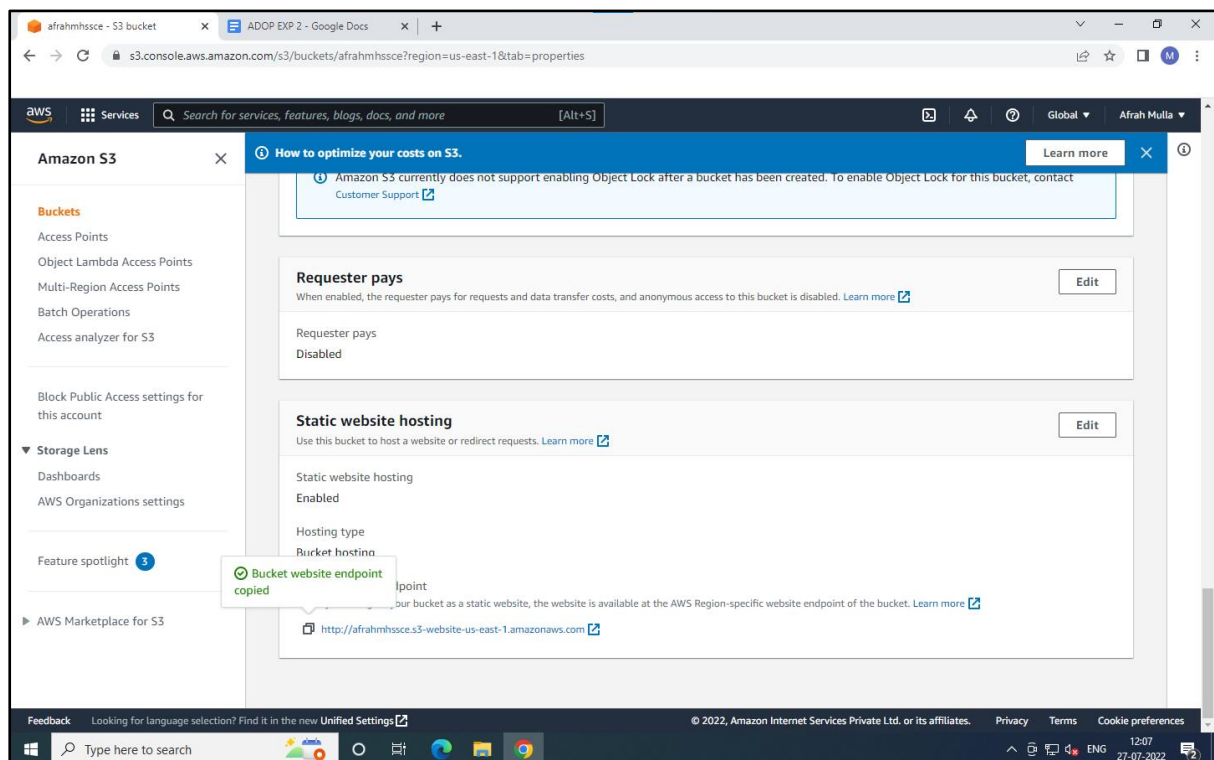 afrahmhssce - S3 bucket
ADOP EXP 2 - Google Docs
s3.console.aws.amazon.com/s3/buckets/afrahmhssce?region=us-east-1&tab=properties
M
aws
Services
Search for services, features, blogs, docs, and more [Alt+S]
Global
Afrah Mulla
Amazon S3
Buckets
Access Points
Object Lambda Access Points
Multi-Region Access Points
Batch Operations
Access analyzer for S3
Block Public Access settings for
this account
Storage Lens
Dashboards
AWS Organizations settings
Feature spotlight 3
AWS Marketplace for S3
How to optimize your costs on S3.
Learn more
Amazon S3 currently does not support enabling Object Lock after a bucket has been created. To enable Object Lock for this bucket, contact
Customer Support
Requester pays
Edit
When enabled, the requester pays for requests and data transfer costs, and anonymous access to this bucket is disabled. Learn more
Requester pays
Disabled
Static website hosting
Edit
Use this bucket to host a website or redirect requests. Learn more
Static website hosting
Enabled
Hosting type
Bucket hosting
Bucket website endpoint
copied
your bucket as a static website, the website is available at the AWS Region-specific website endpoint of the bucket. Learn more
http://afrahmhssce.s3-website-us-east-1.amazonaws.com
Feedback
Looking for language selection? Find it in the new Unified Settings
© 2022, Amazon Internet Services Private Ltd. or its affiliates.
Privacy
Terms
Cookie preferences
Type here to search
ENG
12:07
27-07-2022
2